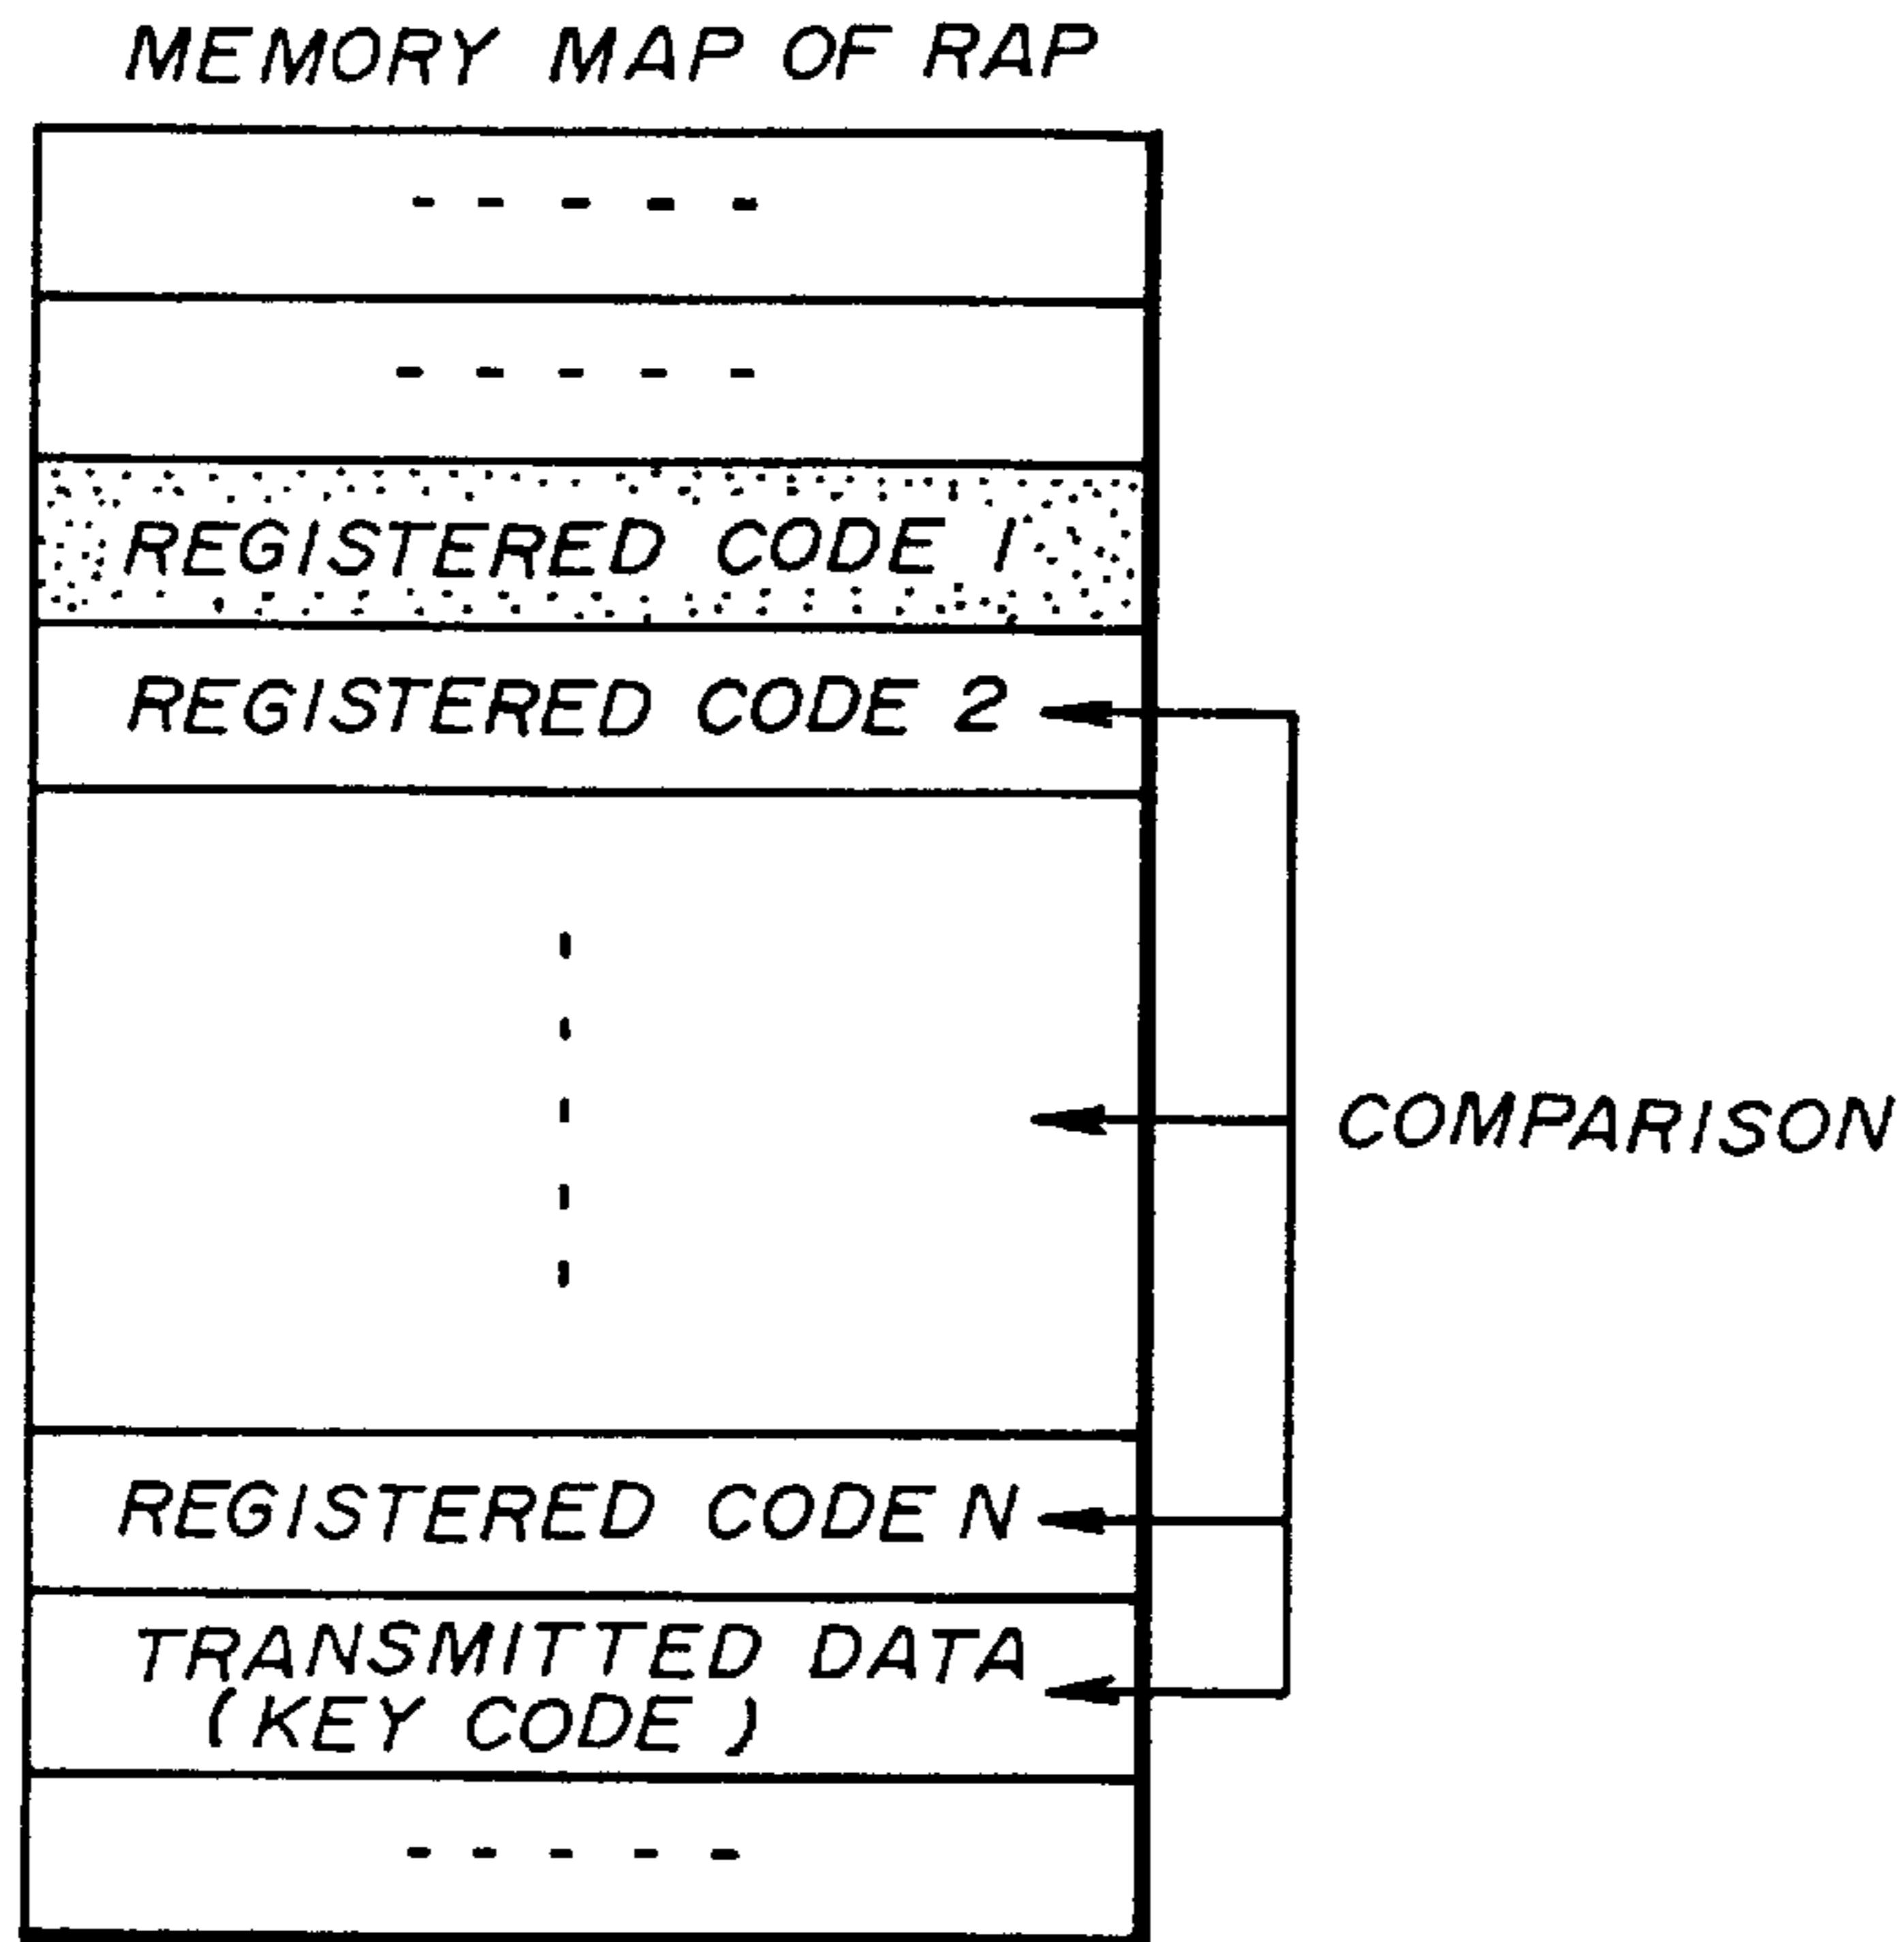 MEMORY MAP OF RAP
- - - - -
- - - - -
REGISTERED CODE 1
REGISTERED CODE 2
COMPARISON
REGISTERED CODE N
TRANSMITTED DATA
(KEY CODE)
- - - - -